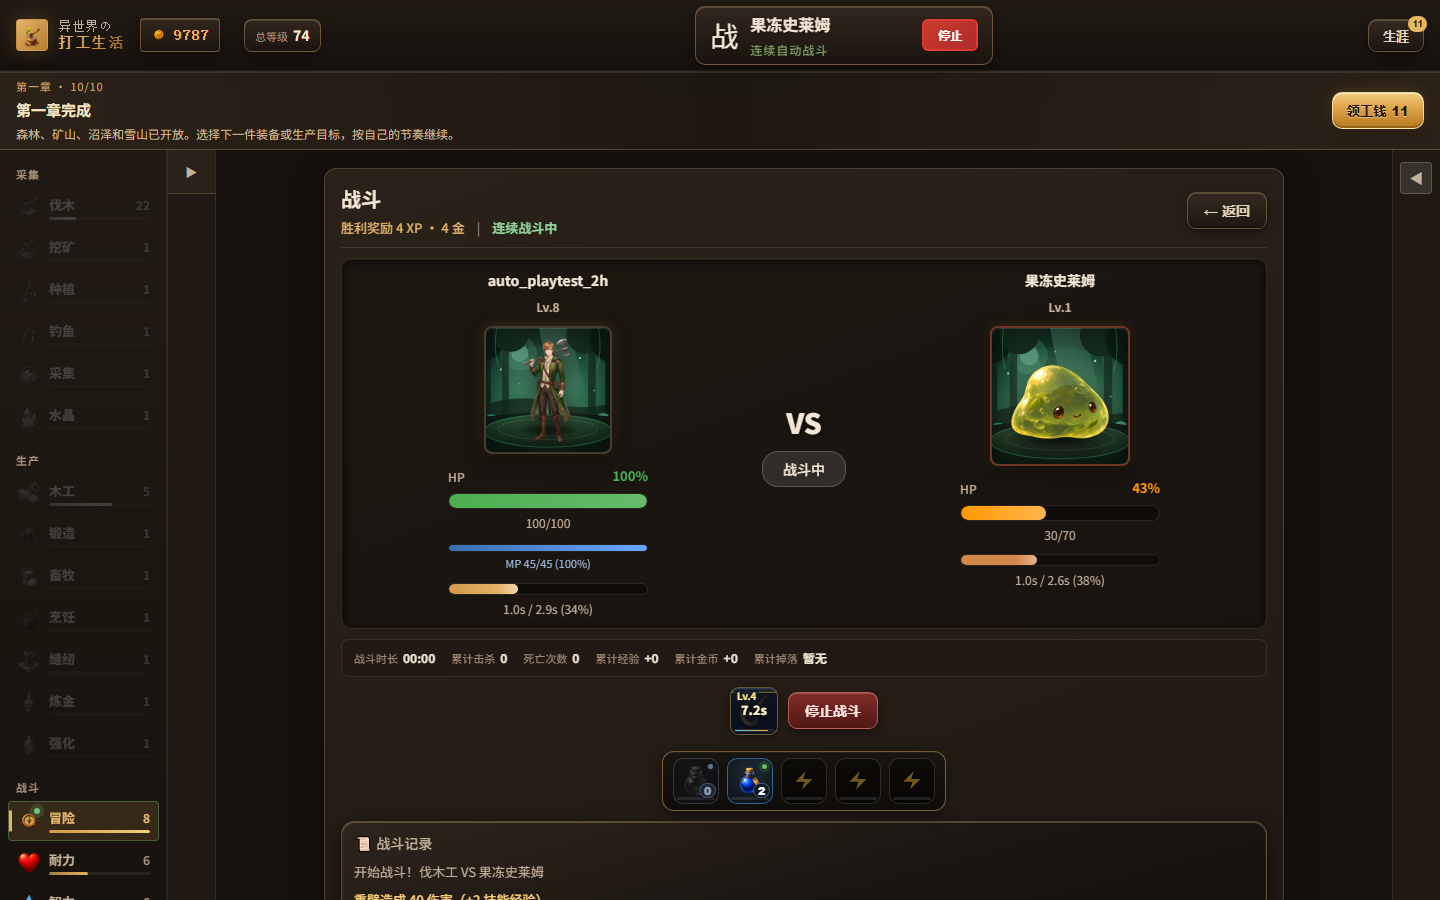 异世界の
打工生活
9787
总等级 74
战
果冻史莱姆
连续自动战斗
停止
生涯
11
第一章 · 10/10
第一章完成
森林、矿山、沼泽和雪山已开放。选择下一件装备或生产目标，按自己的节奏继续。
领工钱 11
采集
伐木 22
挖矿 1
种植 1
钓鱼 1
采集 1
水晶 1
生产
木工 5
锻造 1
畜牧 1
烹饪 1
缝纫 1
炼金 1
强化 1
战斗
冒险 8
耐力 6
战斗
胜利奖励 4 XP · 4 金 | 连续战斗中
← 返回
auto_playtest_2h
Lv.8
HP 100%
100/100
MP 45/45 (100%)
1.0s / 2.9s (34%)
VS
战斗中
果冻史莱姆
Lv.1
HP 43%
30/70
1.0s / 2.6s (38%)
战斗时长 00:00 累计击杀 0 死亡次数 0 累计经验 +0 累计金币 +0 累计掉落 暂无
Lv.4
7.2s
停止战斗
0
2
战斗记录
开始战斗！伐木工 VS 果冻史莱姆
重劈造成 40 伤害（+2 技能经验）